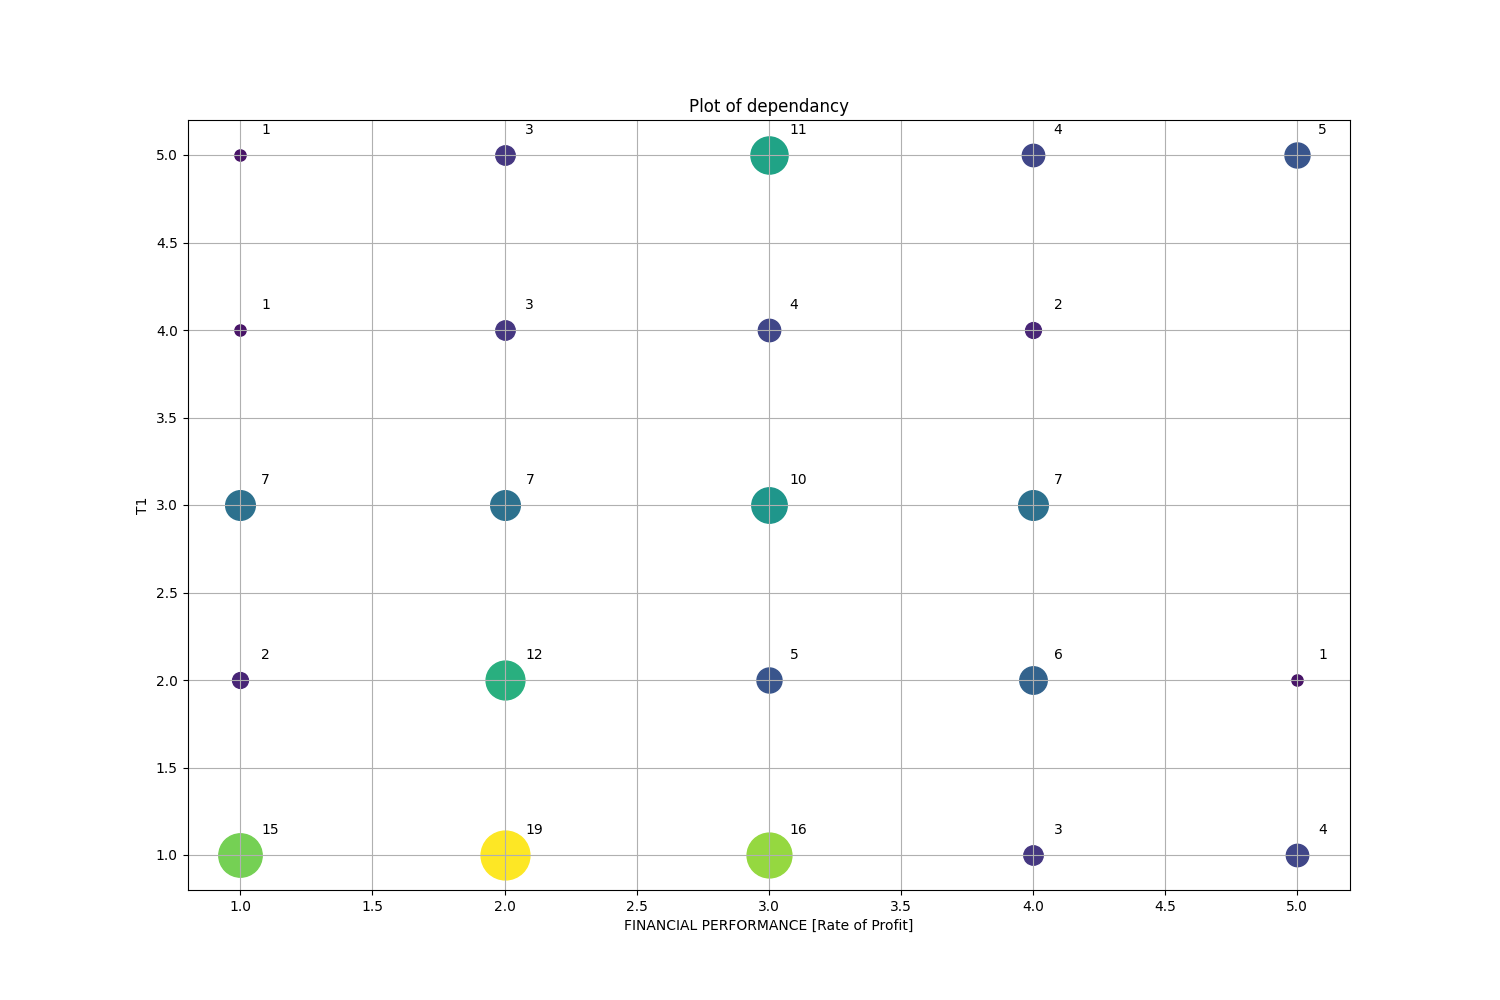 Plot of dependancy
1 3 11 4 5
5.0
4.5
1 3 4 2
4.0
3.5
7 7 10 7
3.0
T1
2.5
2 12 5 6 1
2.0
1.5
15 19 16 3 4
1.0
1.0 1.5 2.0 2.5 3.0 3.5 4.0 4.5 5.0
FINANCIAL PERFORMANCE [Rate of Profit]